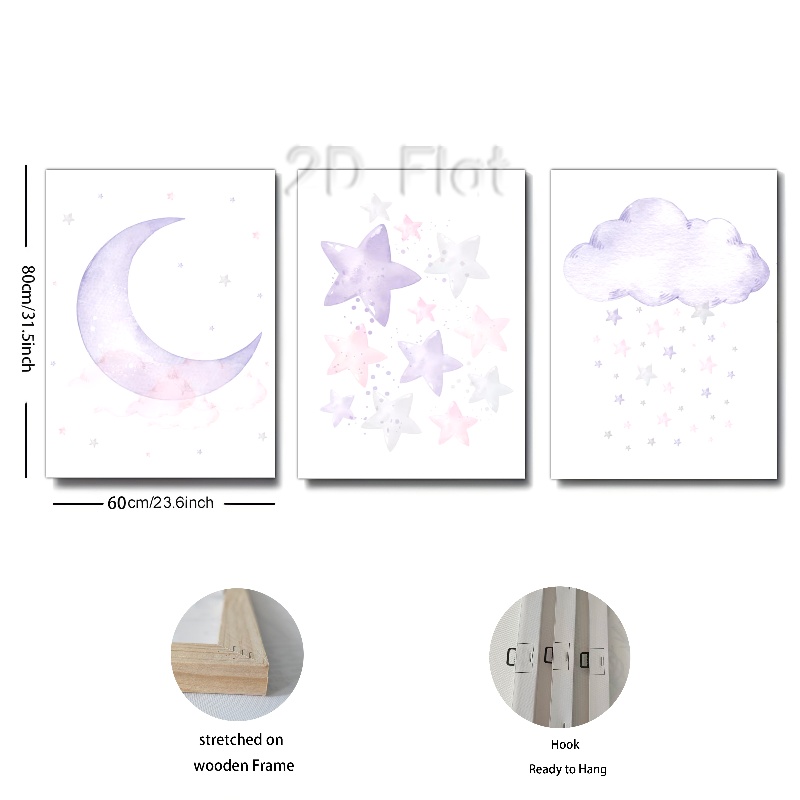 2D Flat
80cm/31.5inch
60cm/23.6inch
stretched on
wooden Frame
Hook
Ready to Hang